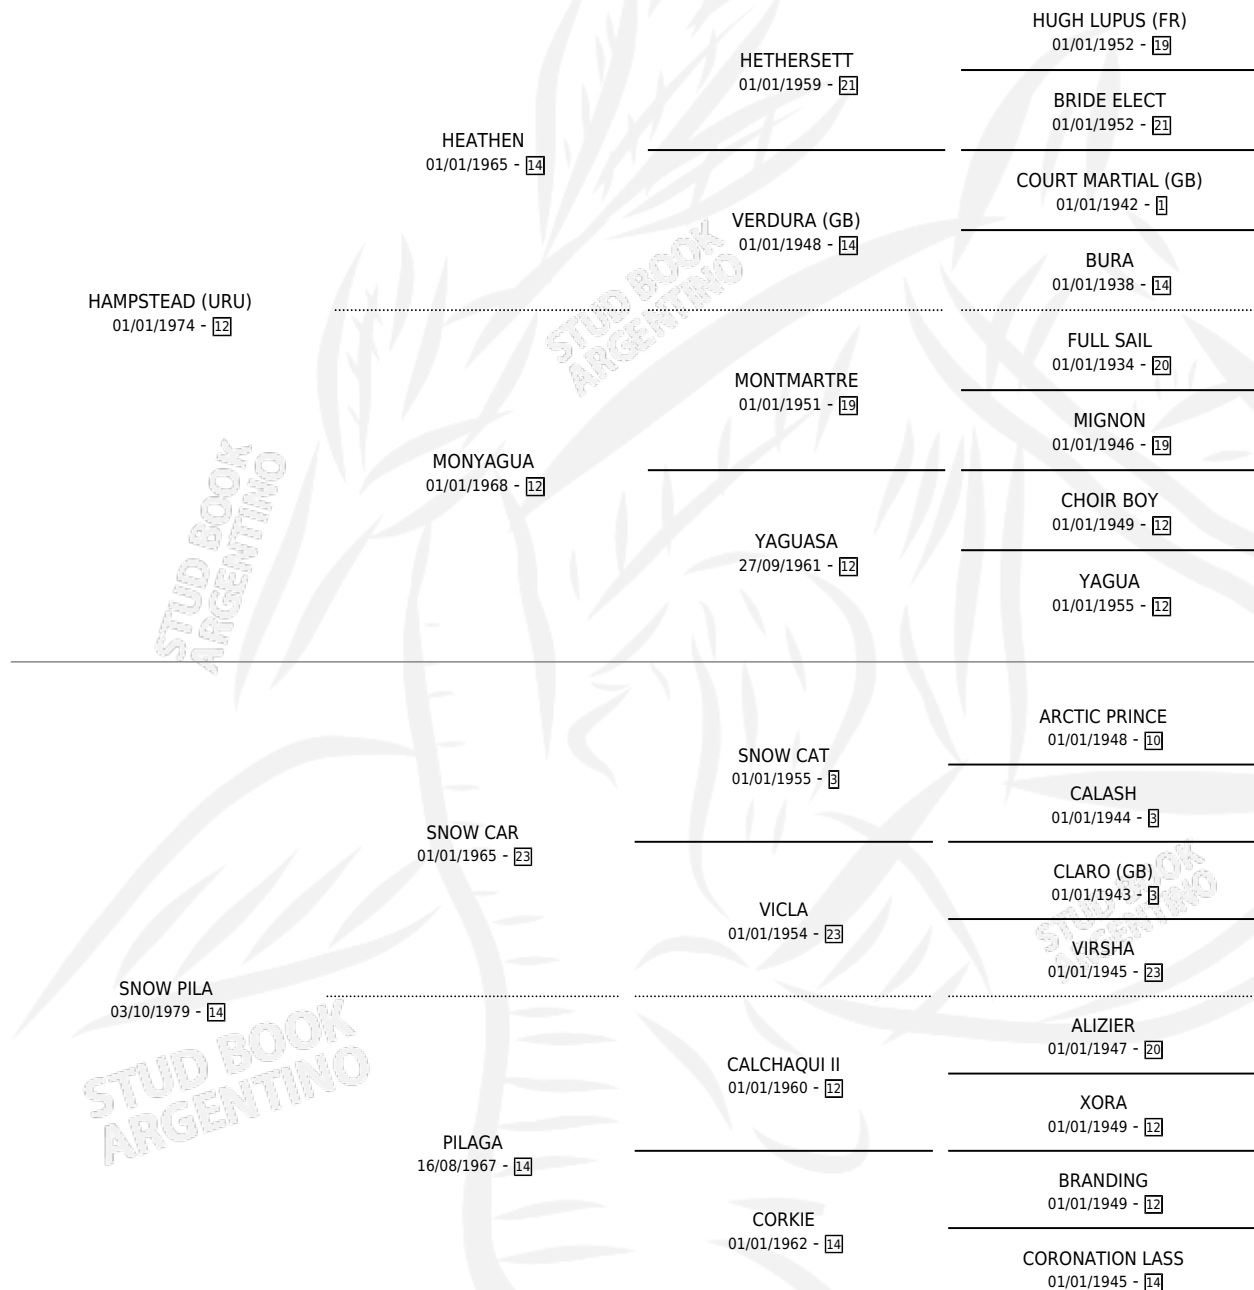 HUGH LUPUS (FR)
01/01/1952 - 19
HETHERSETT
01/01/1959 - 21
BRIDE ELECT
01/01/1952 - 21
HEATHEN
01/01/1965 - 14
COURT MARTIAL (GB)
01/01/1942 - 1
VERDURA (GB)
01/01/1948 - 14
BURA
01/01/1938 - 14
HAMPSTEAD (URU)
01/01/1974 - 12
FULL SAIL
01/01/1934 - 20
MONTMARTRE
01/01/1951 - 19
MIGNON
01/01/1946 - 19
MONYAGUA
01/01/1968 - 12
CHOIR BOY
01/01/1949 - 12
YAGUASA
27/09/1961 - 12
YAGUA
01/01/1955 - 12
STUD BOOK
ARGENTINO
STUD BOOK
ARGENTINO
ARCTIC PRINCE
01/01/1948 - 10
SNOW CAT
01/01/1955 - 3
CALASH
01/01/1944 - 3
SNOW CAR
01/01/1965 - 23
CLARO (GB)
01/01/1943 - 3
VICLA
01/01/1954 - 23
VIRSHA
01/01/1945 - 23
STUD BOOK
ARGENTINO
SNOW PILA
03/10/1979 - 14
ALIZIER
01/01/1947 - 20
CALCHAQUI II
01/01/1960 - 12
XORA
01/01/1949 - 12
STUD BOOK
ARGENTINO
PILAGA
16/08/1967 - 14
BRANDING
01/01/1949 - 12
CORKIE
01/01/1962 - 14
CORONATION LASS
01/01/1945 - 14